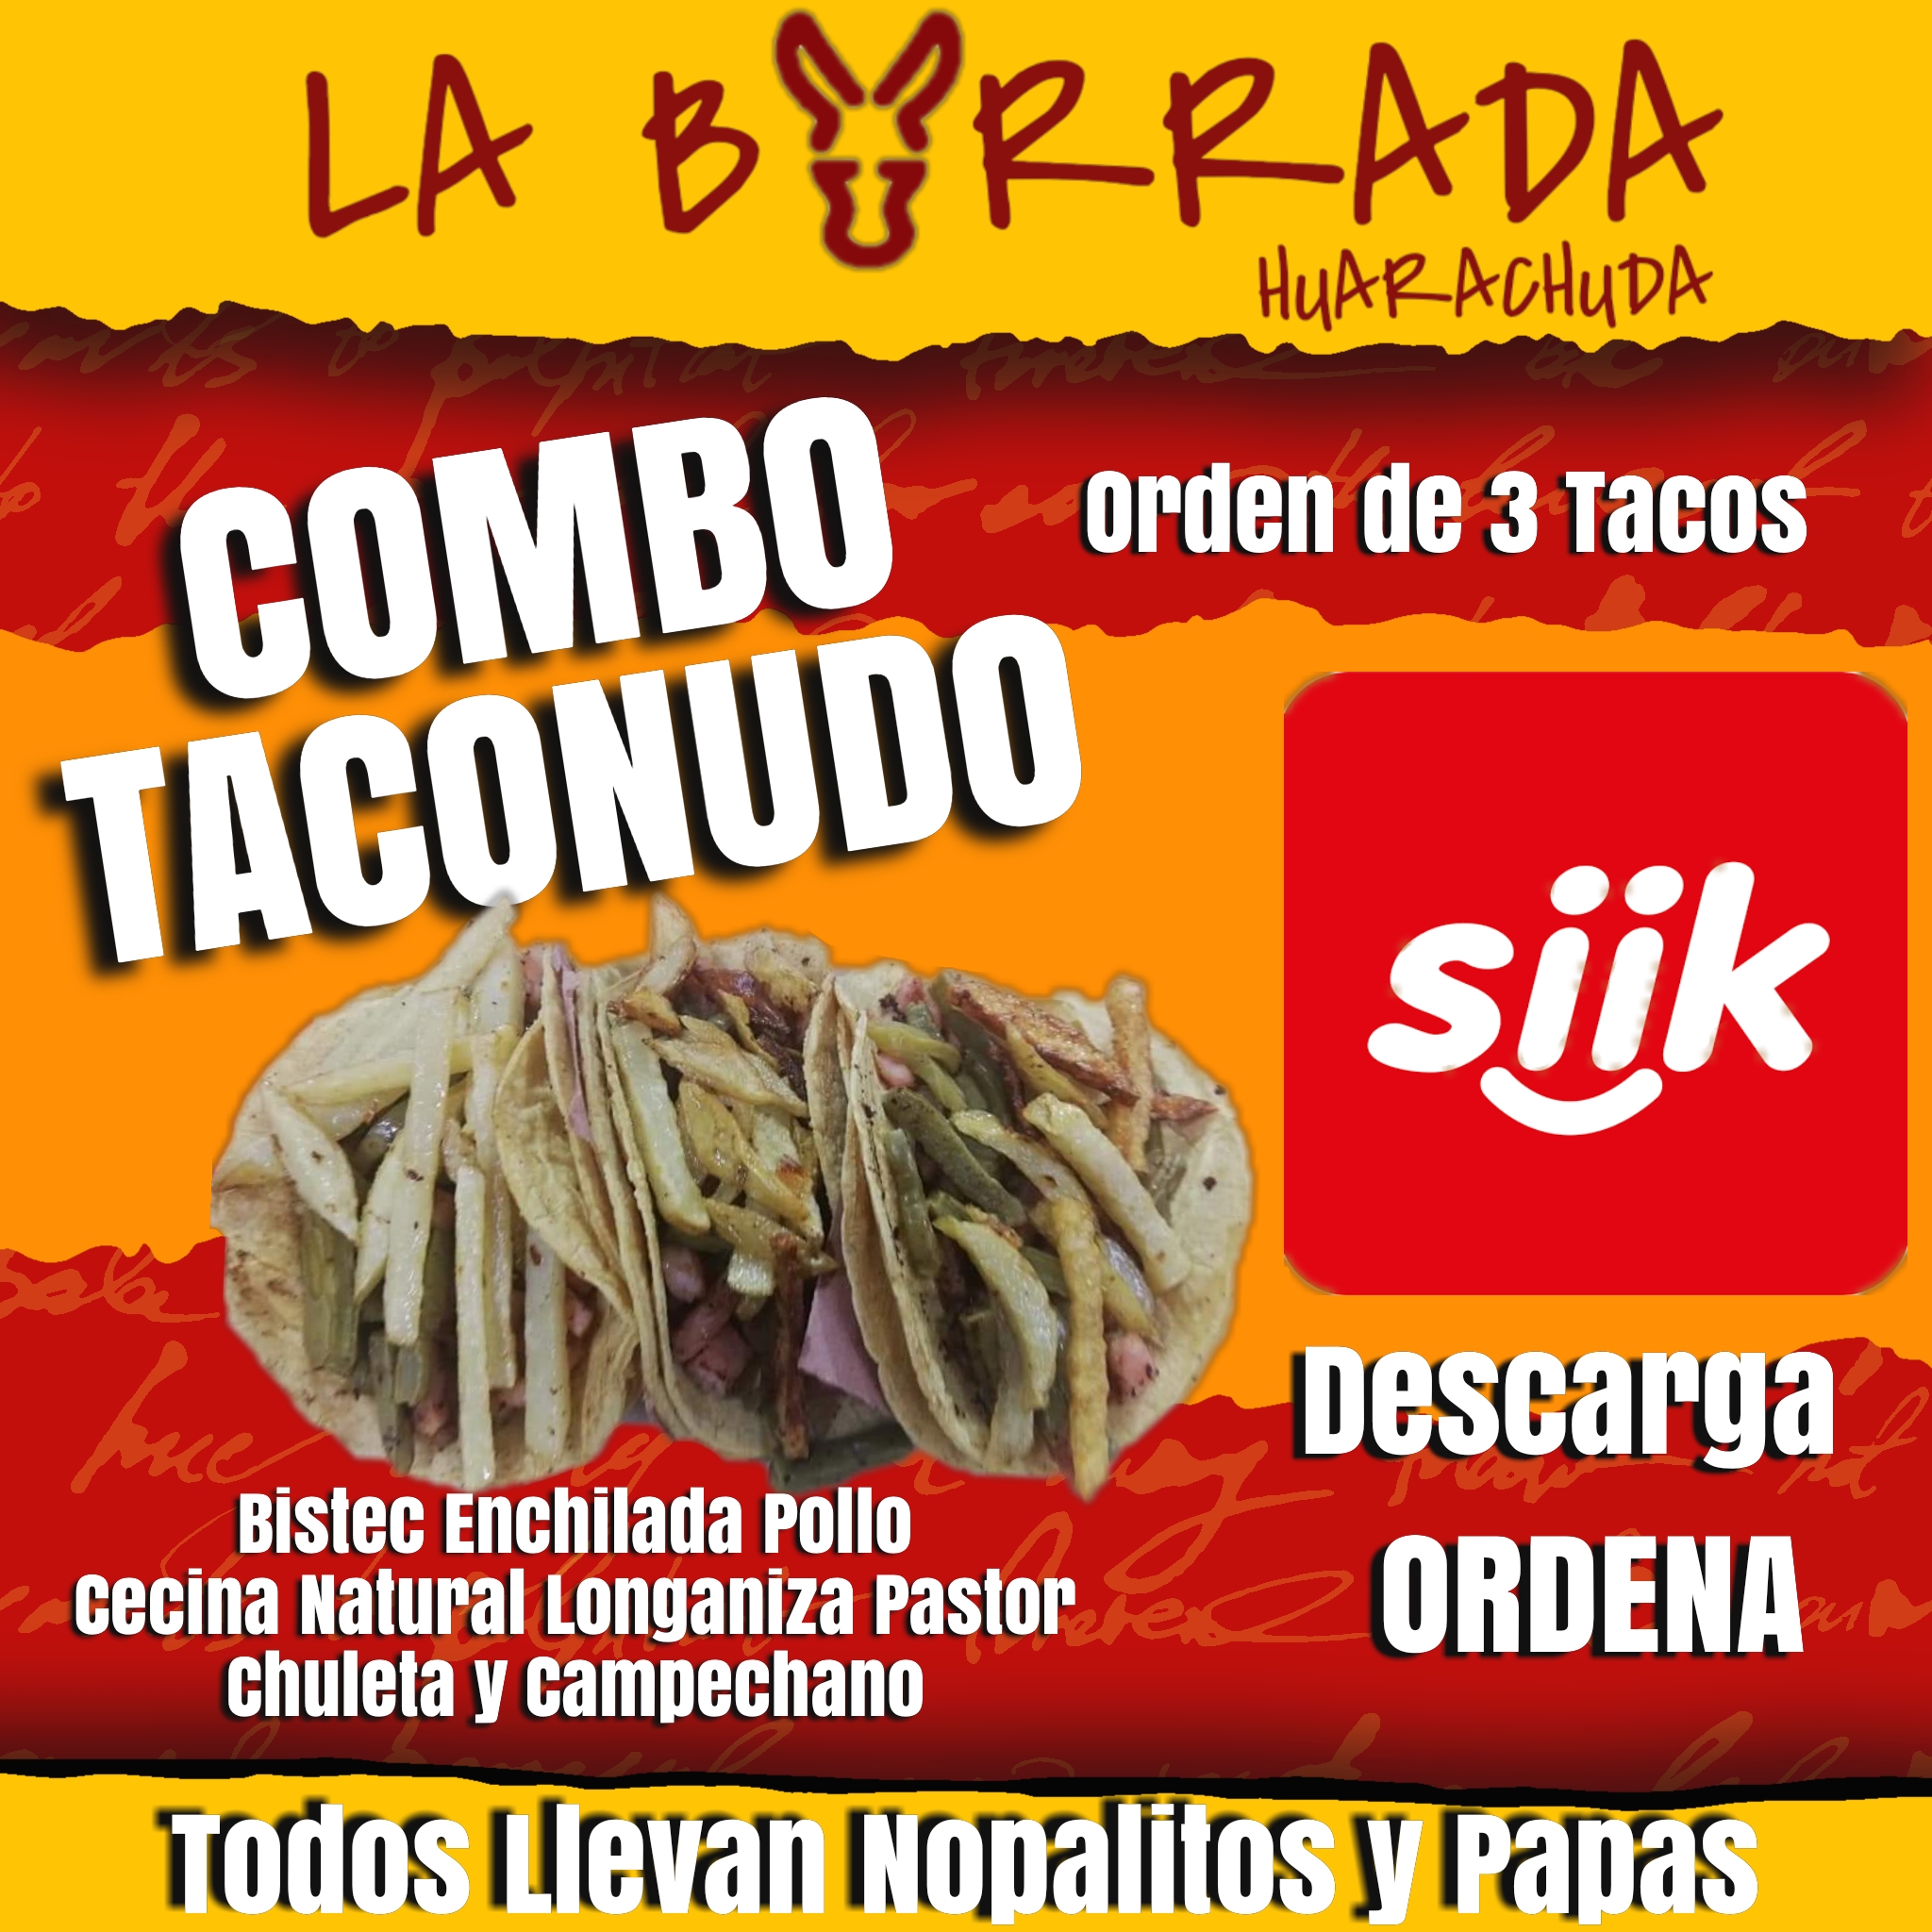 LA BURRADA
HUARACHUDA
COMBO
TACONUDO
Orden de 3 Tacos
siik
Descarga
ORDENA
Bistec Enchilada Pollo
Cecina Natural Longaniza Pastor
Chuleta y Campechano
Todos Llevan Nopalitos y Papas